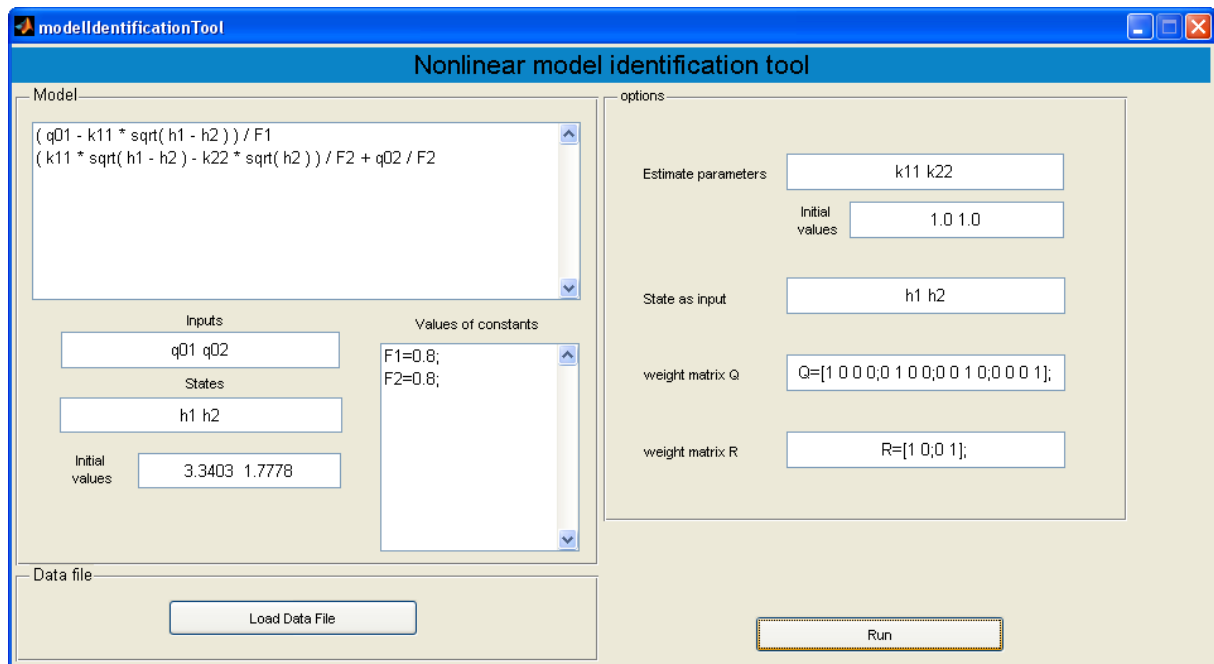 modelIdentificationTool
Nonlinear model identification tool
Model
( q01 - k11 * sqrt( h1 - h2 ) ) / F1
( k11 * sqrt( h1 - h2 ) - k22 * sqrt( h2 ) ) / F2 + q02 / F2
Inputs
q01 q02
States
h1 h2
Initial
values
3.3403 1.7778
Values of constants
F1=0.8;
F2=0.8;
Data file
Load Data File
options
Estimate parameters
k11 k22
Initial
values
1.0 1.0
State as input
h1 h2
weight matrix Q
Q=[1 0 0 0;0 1 0 0;0 0 1 0;0 0 0 1];
weight matrix R
R=[1 0;0 1];
Run